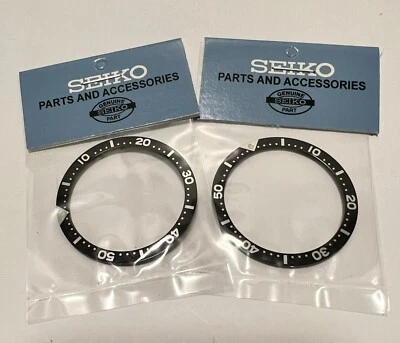 SEIKO
PARTS AND ACCESSORIES
GENUINE
SEIKO
PART
10 20 30 40 50
SEIKO
PARTS AND ACCESSORIES
GENUINE
SEIKO
PART
10 20 30 40 50